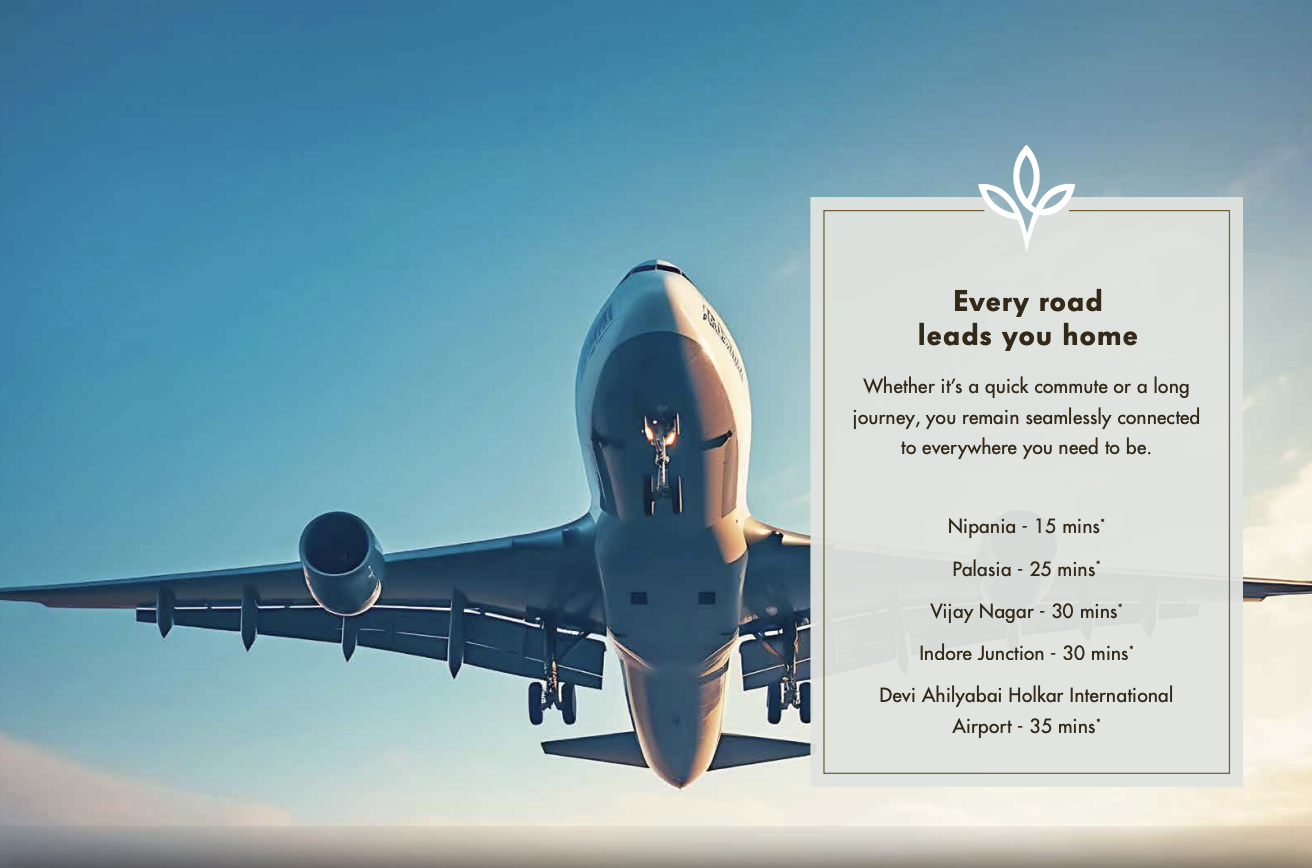 Every road
leads you home
Whether it’s a quick commute or a long
journey, you remain seamlessly connected
to everywhere you need to be.
Nipania - 15 mins*
Palasia - 25 mins*
Vijay Nagar - 30 mins*
Indore Junction - 30 mins*
Devi Ahilyabai Holkar International
Airport - 35 mins*